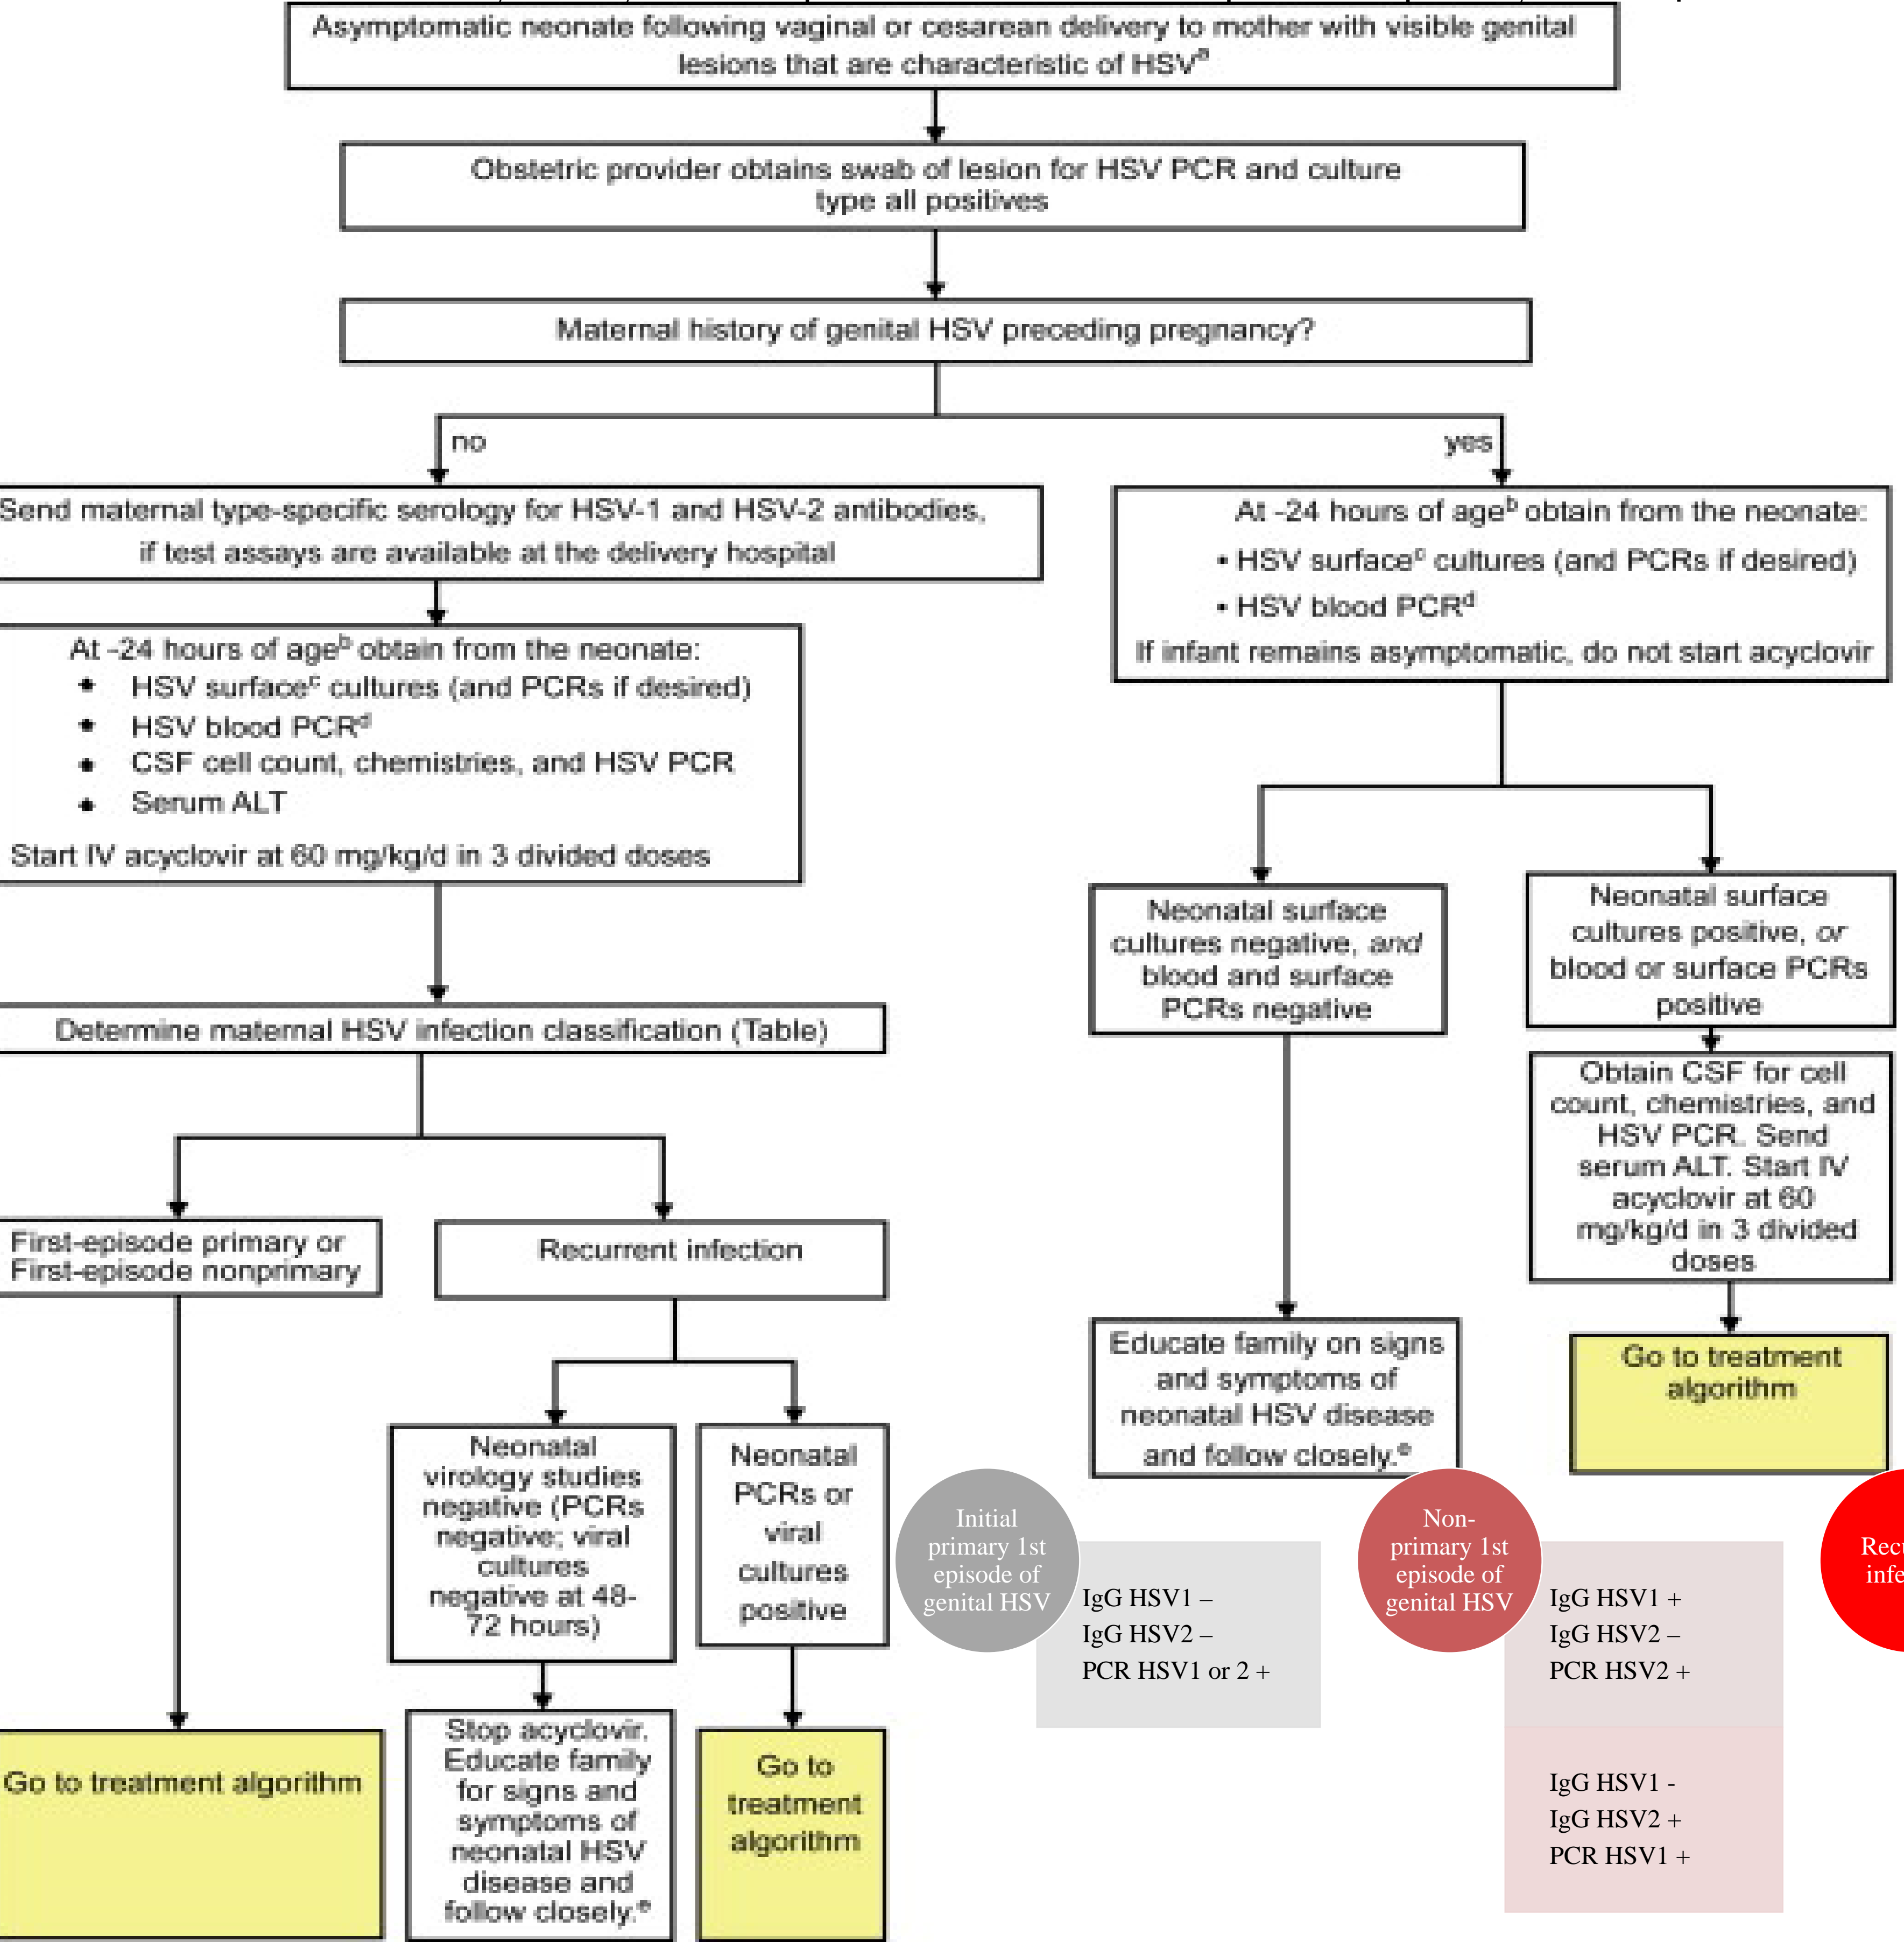 Asymptomatic neonate following vaginal or cesarean delivery to mother with visible genital
lesions that are characteristic of HSVᵃ
Obstetric provider obtains swab of lesion for HSV PCR and culture
type all positives
Maternal history of genital HSV preceding pregnancy?
no
yes
Send maternal type-specific serology for HSV-1 and HSV-2 antibodies,
if test assays are available at the delivery hospital
At -24 hours of ageᵇ obtain from the neonate:
• HSV surfaceᶜ cultures (and PCRs if desired)
• HSV blood PCRᵈ
• CSF cell count, chemistries, and HSV PCR
• Serum ALT
Start IV acyclovir at 60 mg/kg/d in 3 divided doses
At -24 hours of ageᵇ obtain from the neonate:
• HSV surfaceᶜ cultures (and PCRs if desired)
• HSV blood PCRᵈ
If infant remains asymptomatic, do not start acyclovir
Determine maternal HSV infection classification (Table)
First-episode primary or
First-episode nonprimary
Recurrent infection
Neonatal surface
cultures negative, and
blood and surface
PCRs negative
Neonatal surface
cultures positive, or
blood or surface PCRs
positive
Obtain CSF for cell
count, chemistries, and
HSV PCR. Send
serum ALT. Start IV
acyclovir at 60
mg/kg/d in 3 divided
doses
Educate family on signs
and symptoms of
neonatal HSV disease
and follow closely.ᵉ
Go to treatment
algorithm
Neonatal
virology studies
negative (PCRs
negative; viral
cultures
negative at 48-
72 hours)
Neonatal
PCRs or
viral
cultures
positive
Go to treatment algorithm
Stop acyclovir.
Educate family
for signs and
symptoms of
neonatal HSV
disease and
follow closely.ᵉ
Go to
treatment
algorithm
Initial
primary 1st
episode of
genital HSV
IgG HSV1 –
IgG HSV2 –
PCR HSV1 or 2 +
Non-
primary 1st
episode of
genital HSV
IgG HSV1 +
IgG HSV2 –
PCR HSV2 +
IgG HSV1 -
IgG HSV2 +
PCR HSV1 +